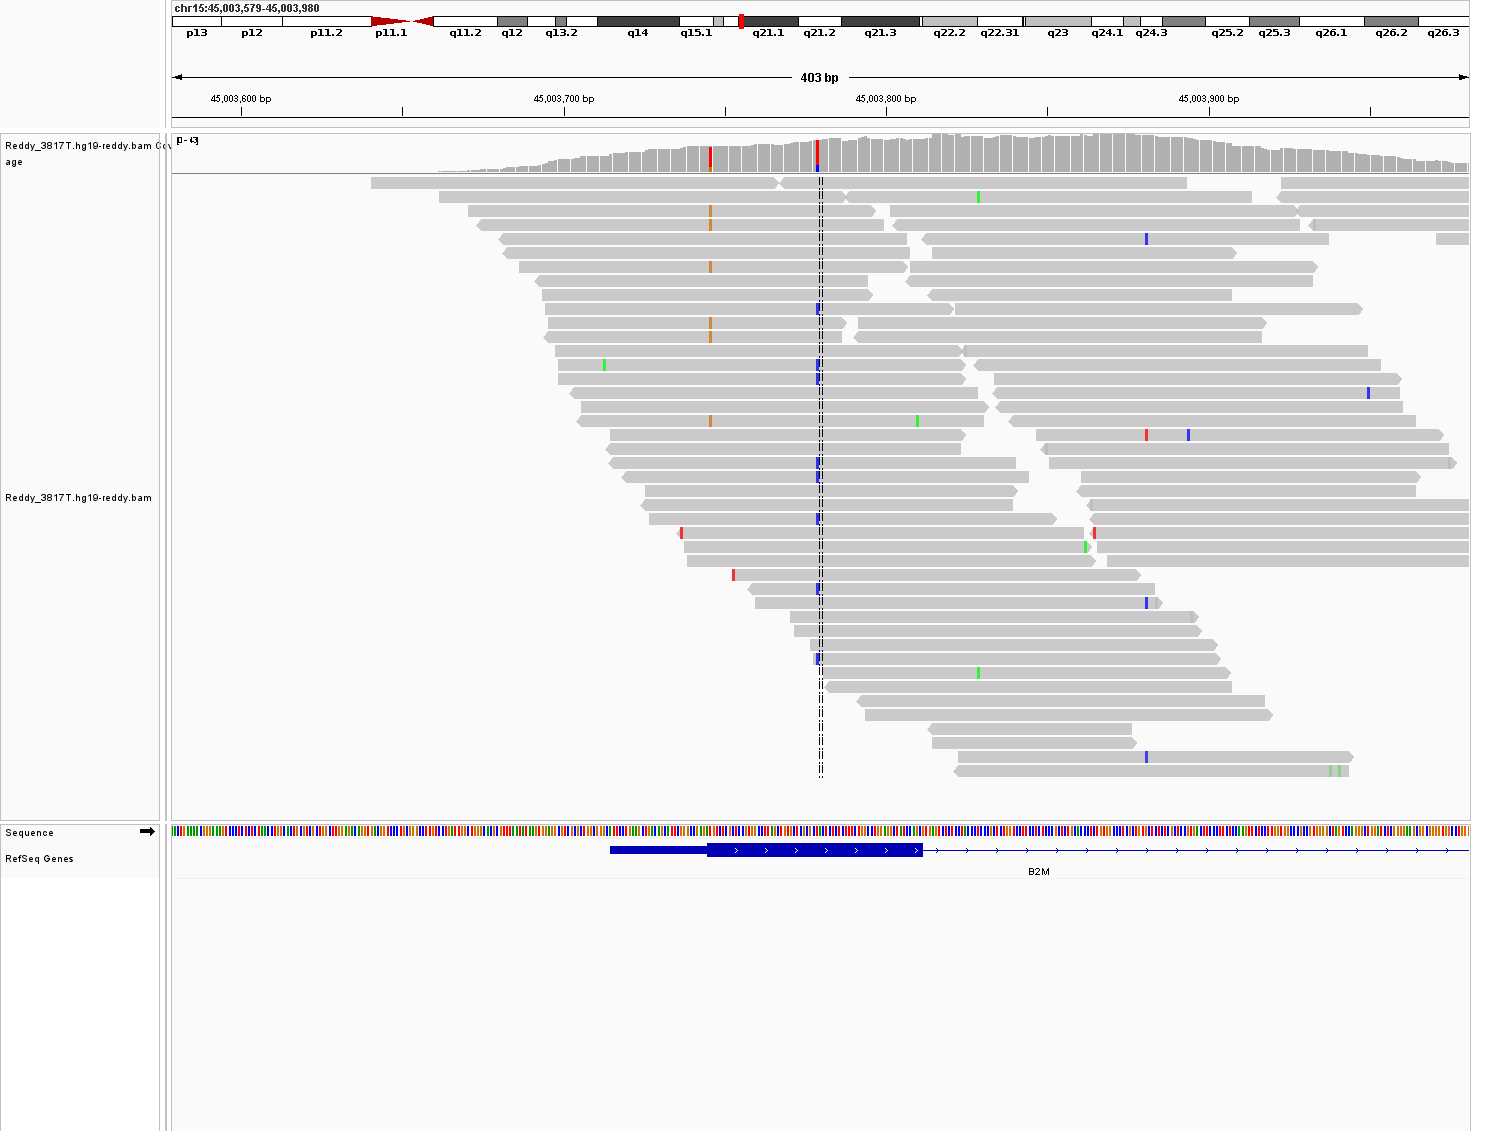 chr15:45,003,579-45,003,980
p13 p12 p11.2 p11.1 q11.2 q12 q13.2 q14 q15.1 q21.1 q21.2 q21.3 q22.2 q22.31 q23 q24.1 q24.3 q25.2 q25.3 q26.1 q26.2 q26.3
403 bp
45,003,600 bp 45,003,700 bp 45,003,800 bp 45,003,900 bp
Reddy_3817T.hg19-reddy.bam Cov
age
Reddy_3817T.hg19-reddy.bam
Sequence
RefSeq Genes
B2M